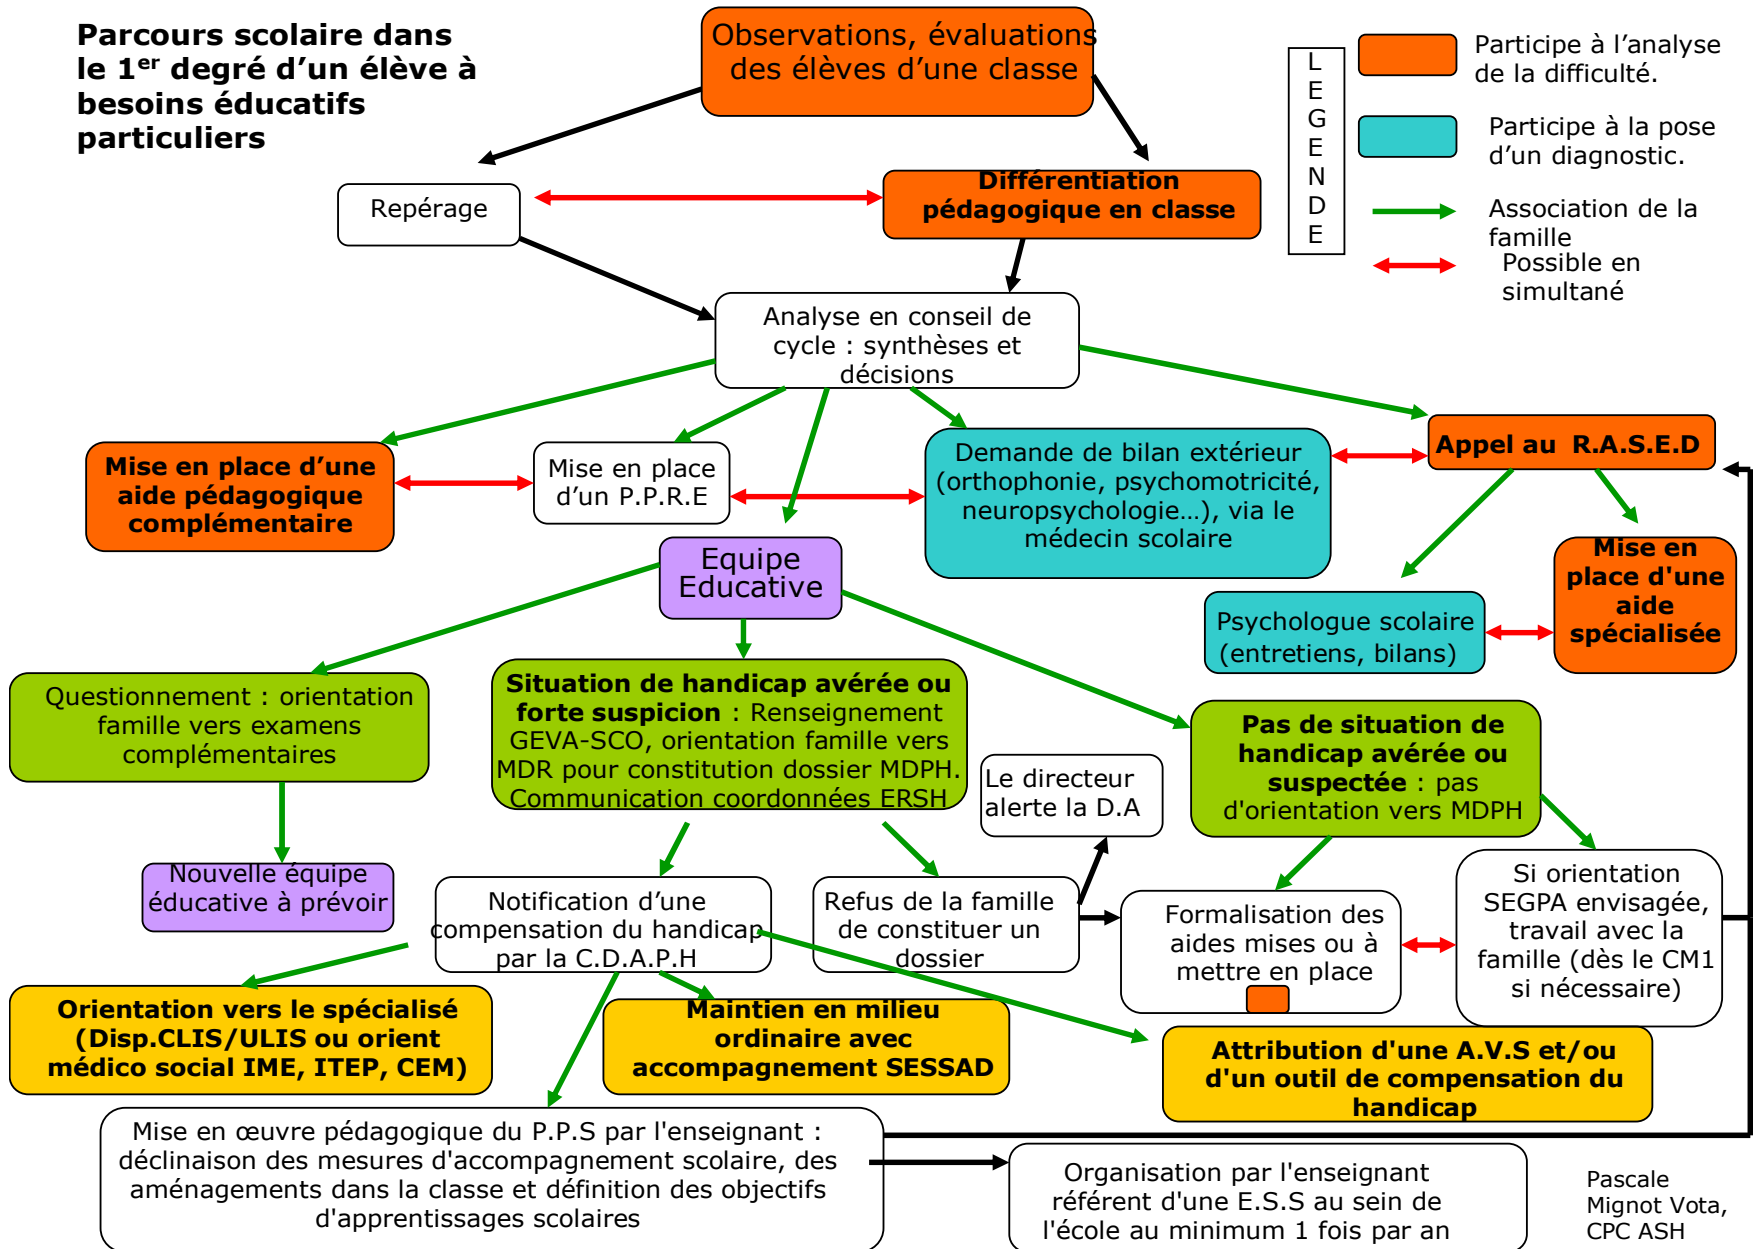 Parcours scolaire dans
le 1er degré d’un élève à
besoins éducatifs
particuliers
Observations, évaluations
des élèves d’une classe
L
E
G
E
N
D
E
Participe à l’analyse
de la difficulté.
Participe à la pose
d’un diagnostic.
Association de la
famille
Possible en
simultané
Repérage
Différentiation
pédagogique en classe
Analyse en conseil de
cycle : synthèses et
décisions
Mise en place d’une
aide pédagogique
complémentaire
Mise en place
d’un P.P.R.E
Demande de bilan extérieur
(orthophonie, psychomotricité,
neuropsychologie…), via le
médecin scolaire
Appel au R.A.S.E.D
Equipe
Educative
Psychologue scolaire
(entretiens, bilans)
Mise en
place d'une
aide
spécialisée
Questionnement : orientation
famille vers examens
complémentaires
Situation de handicap avérée ou
forte suspicion : Renseignement
GEVA-SCO, orientation famille vers
MDR pour constitution dossier MDPH.
Communication coordonnées ERSH
Le directeur
alerte la D.A
Pas de situation de
handicap avérée ou
suspectée : pas
d'orientation vers MDPH
Nouvelle équipe
éducative à prévoir
Notification d’une
compensation du handicap
par la C.D.A.P.H
Refus de la famille
de constituer un
dossier
Formalisation des
aides mises ou à
mettre en place
Si orientation
SEGPA envisagée,
travail avec la
famille (dès le CM1
si nécessaire)
Orientation vers le spécialisé
(Disp.CLIS/ULIS ou orient
médico social IME, ITEP, CEM)
Maintien en milieu
ordinaire avec
accompagnement SESSAD
Attribution d'une A.V.S et/ou
d'un outil de compensation du
handicap
Mise en œuvre pédagogique du P.P.S par l'enseignant :
déclinaison des mesures d'accompagnement scolaire, des
aménagements dans la classe et définition des objectifs
d'apprentissages scolaires
Organisation par l'enseignant
référent d'une E.S.S au sein de
l'école au minimum 1 fois par an
Pascale
Mignot Vota,
CPC ASH